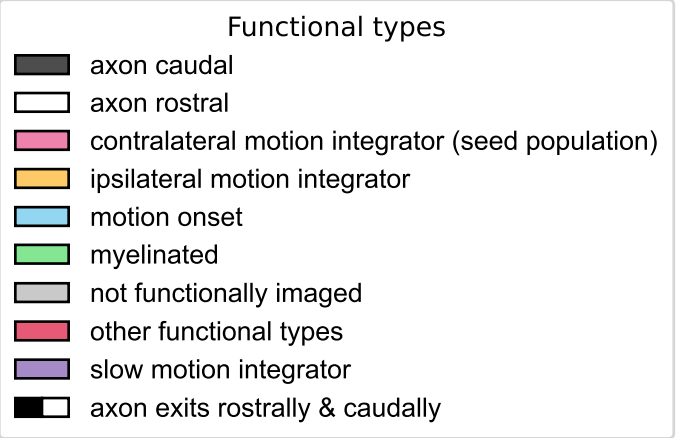 Functional types
axon caudal
axon rostral
contralateral motion integrator (seed population)
ipsilateral motion integrator
motion onset
myelinated
not functionally imaged
other functional types
slow motion integrator
axon exits rostrally & caudally